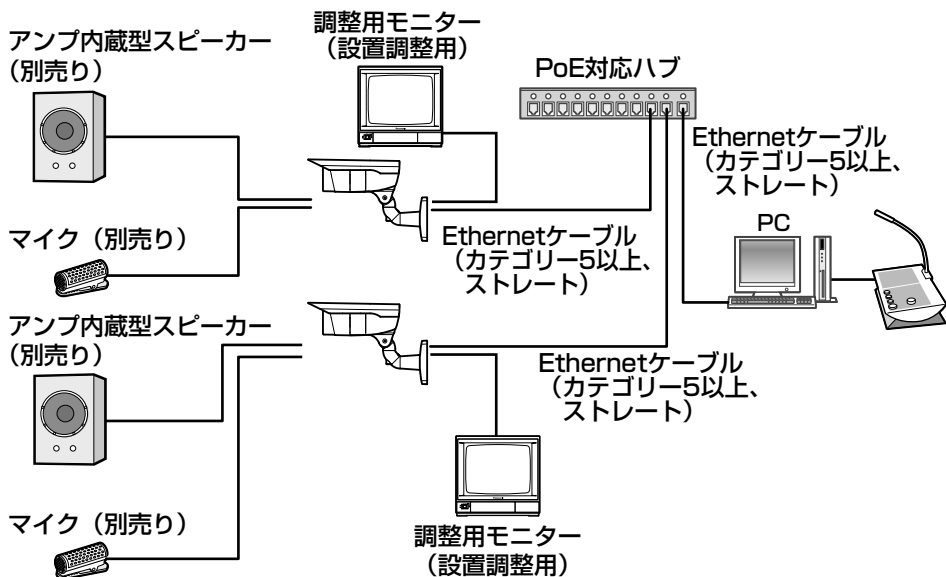 アンプ内蔵型スピーカー
（別売り）
調整用モニター
（設置調整用）
PoE対応ハブ
Ethernetケーブル
（カテゴリー5以上、
ストレート）
マイク（別売り）
Ethernetケーブル
（カテゴリー5以上、
ストレート）
PC
アンプ内蔵型スピーカー
（別売り）
Ethernetケーブル
（カテゴリー5以上、
ストレート）
マイク（別売り）
調整用モニター
（設置調整用）